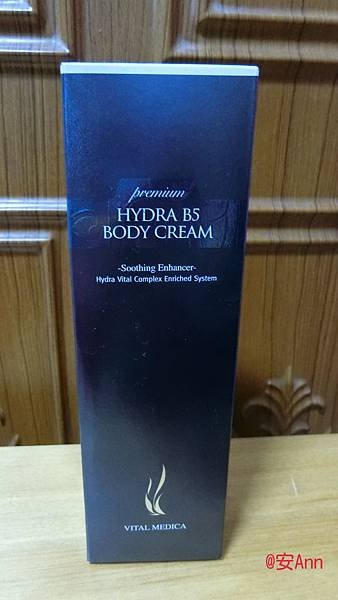 premium
HYDRA B5
BODY CREAM
-Soothing Enhancer-
Hydra Vital Complex Enriched System
VITAL MEDICA
@安Ann